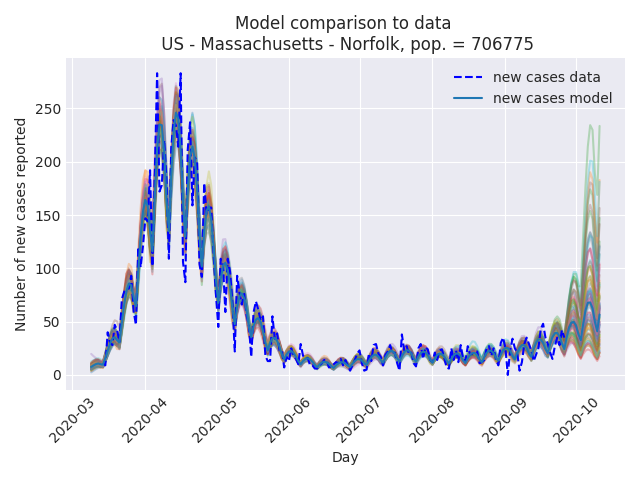 Model comparison to data
US - Massachusetts - Norfolk, pop. = 706775
new cases data
new cases model
Number of new cases reported
250
200
150
100
50
0
2020-03
2020-04
2020-05
2020-06
2020-07
2020-08
2020-09
2020-10
Day